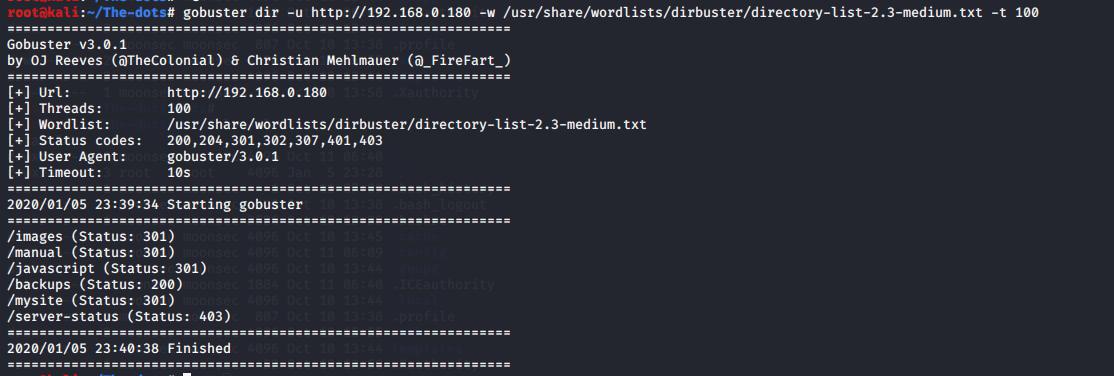 root@kali:~/The-dots# gobuster dir -u http://192.168.0.180 -w /usr/share/wordlists/dirbuster/directory-list-2.3-medium.txt -t 100
===============================================================
Gobuster v3.0.1
by OJ Reeves (@TheColonial) & Christian Mehlmauer (@_FireFart_)
===============================================================
[+] Url:            http://192.168.0.180
[+] Threads:        100
[+] Wordlist:       /usr/share/wordlists/dirbuster/directory-list-2.3-medium.txt
[+] Status codes:   200,204,301,302,307,401,403
[+] User Agent:     gobuster/3.0.1
[+] Timeout:        10s
===============================================================
2020/01/05 23:39:34 Starting gobuster
===============================================================
/images (Status: 301)
/manual (Status: 301)
/javascript (Status: 301)
/backups (Status: 200)
/mysite (Status: 301)
/server-status (Status: 403)
===============================================================
2020/01/05 23:40:38 Finished
===============================================================